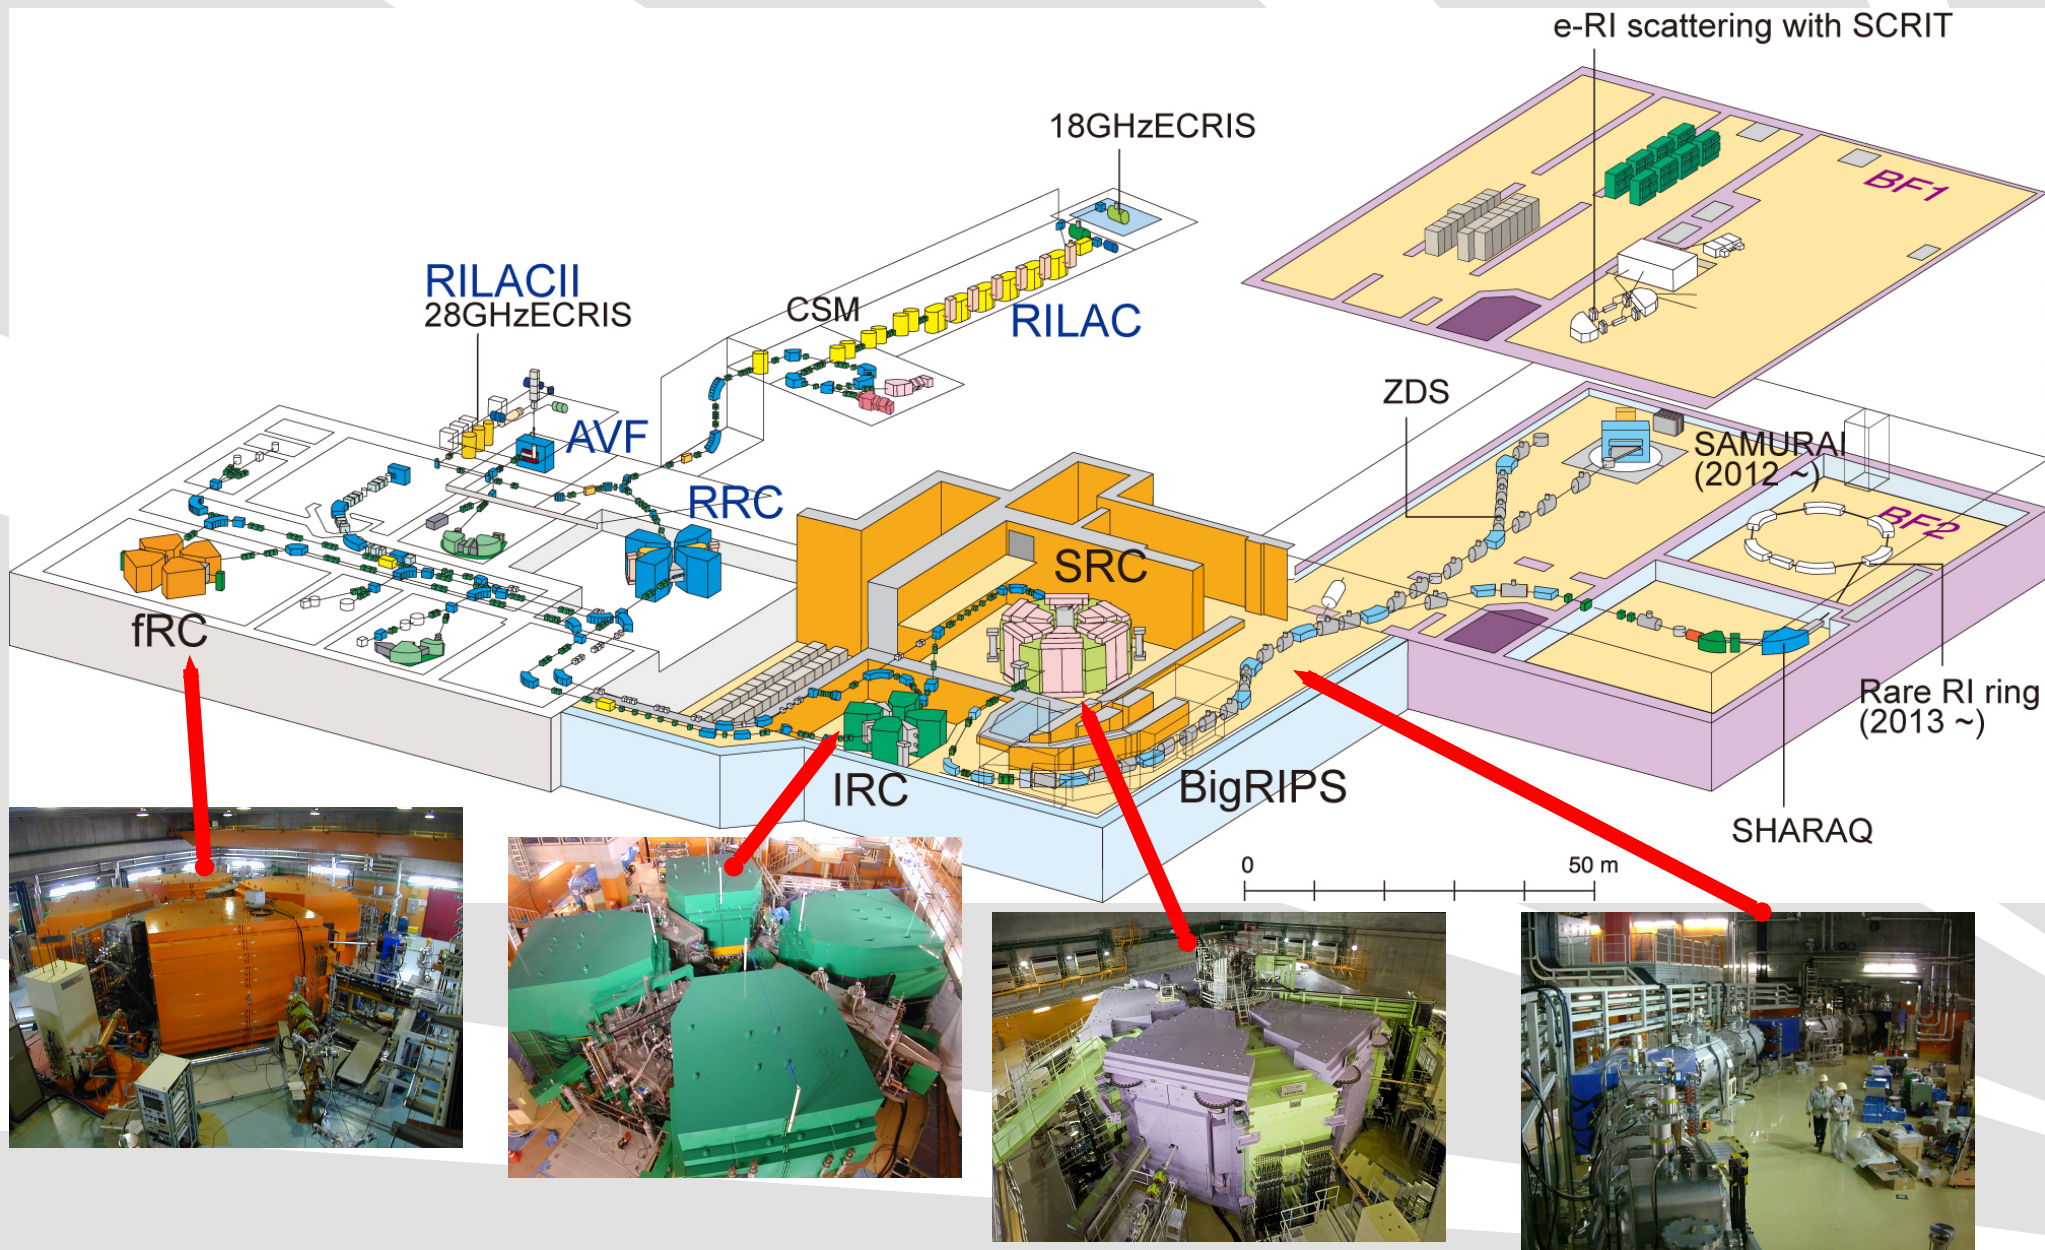 e-RI scattering with SCRIT
18GHzECRIS
BF1
RILACII
28GHzECRIS
CSM
RILAC
ZDS
AVF
SAMURAI
(2012 ~)
RRC
BF2
SRC
fRC
Rare RI ring
(2013 ~)
IRC
BigRIPS
SHARAQ
0
50 m